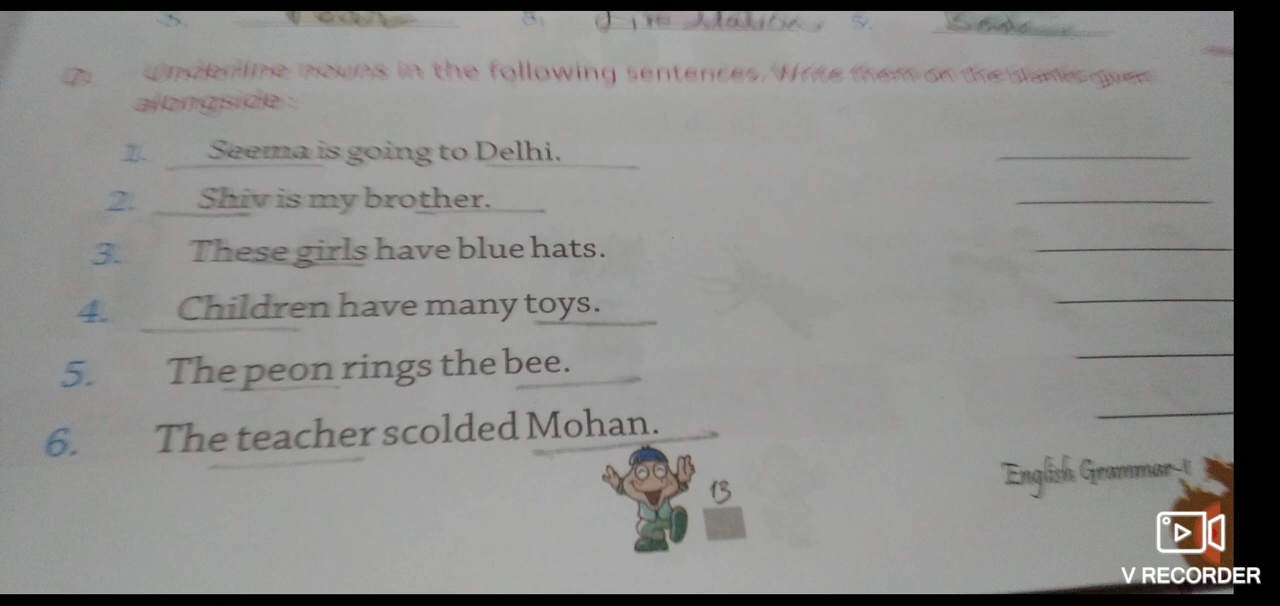 Underline nouns in the following sentences. Write them on the blanks given
alongside:
1. Seema is going to Delhi.
2. Shiv is my brother.
3. These girls have blue hats.
4. Children have many toys.
5. The peon rings the bee.
6. The teacher scolded Mohan.
13
English Grammar-1
V RECORDER